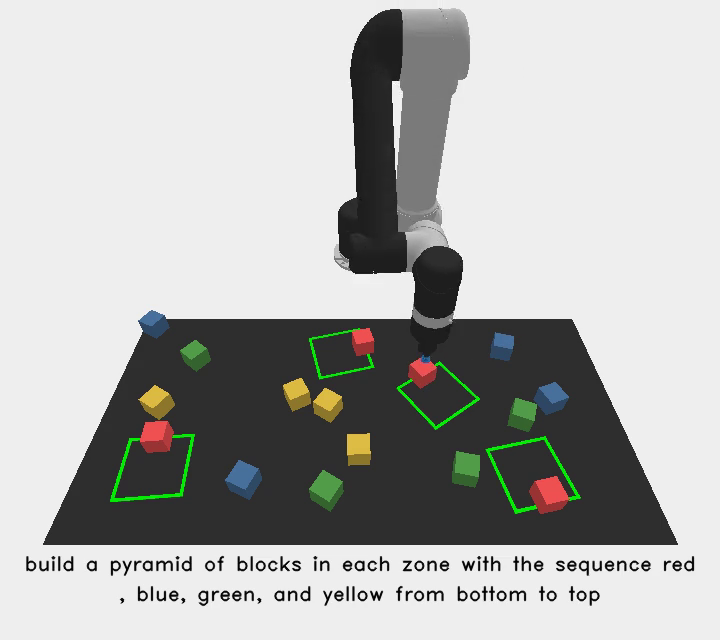 build a pyramid of blocks in each zone with the sequence red
, blue, green, and yellow from bottom to top